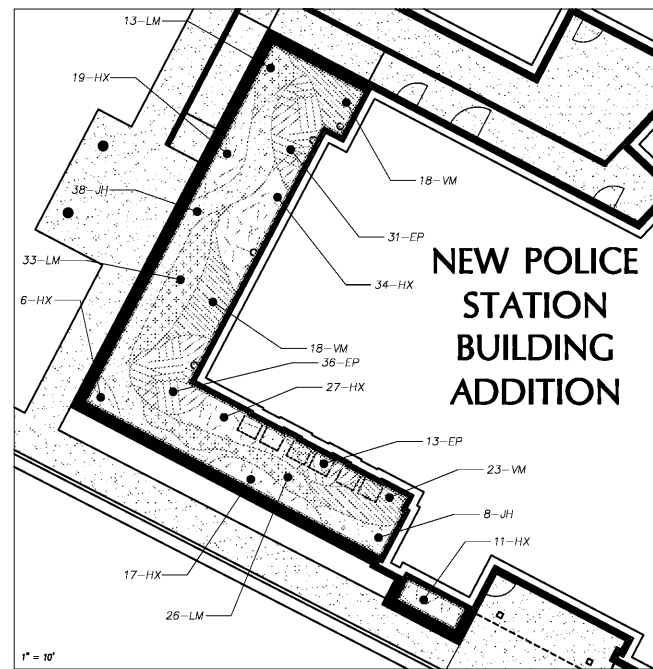 13-LM
19-HX
18-VM
38-JH
31-EP
34-HX
33-LM
NEW POLICE
STATION
BUILDING
ADDITION
6-HX
18-VM
36-EP
27-HX
13-EP
23-VM
8-JH
11-HX
17-HX
26-LM
1" = 10'